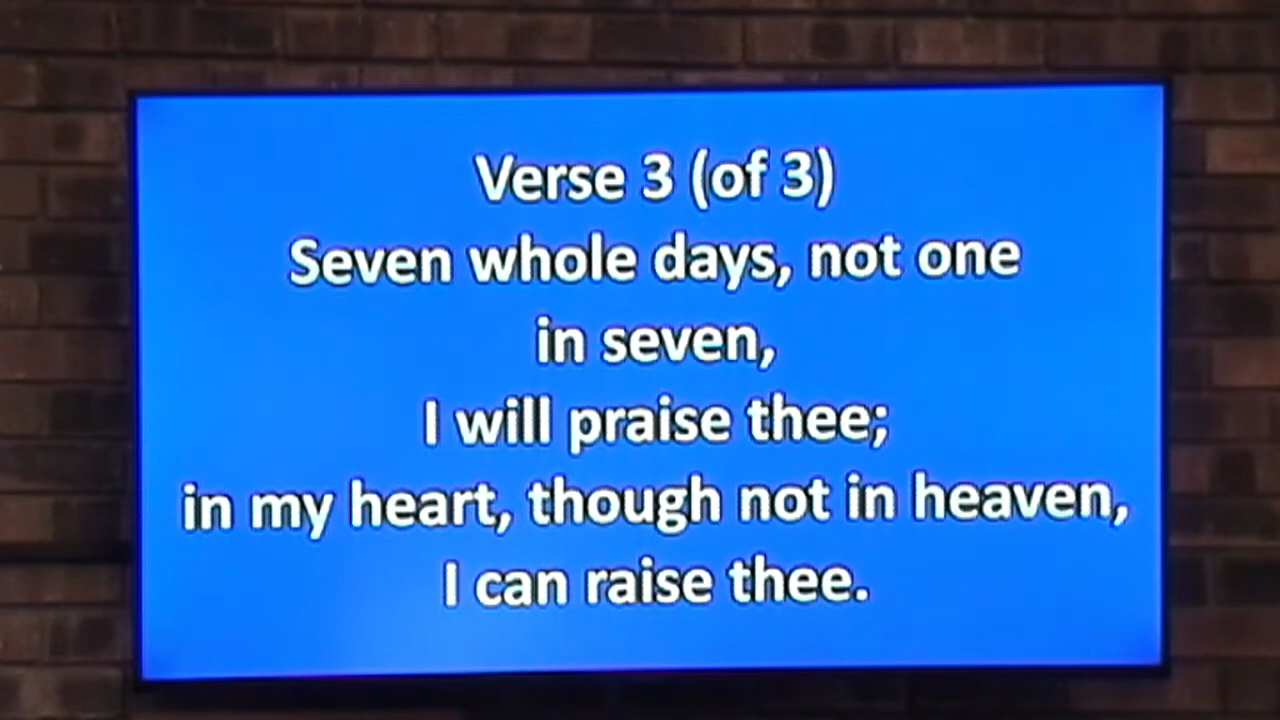 Verse 3 (of 3)
Seven whole days, not one
in seven,
I will praise thee;
in my heart, though not in heaven,
I can raise thee.